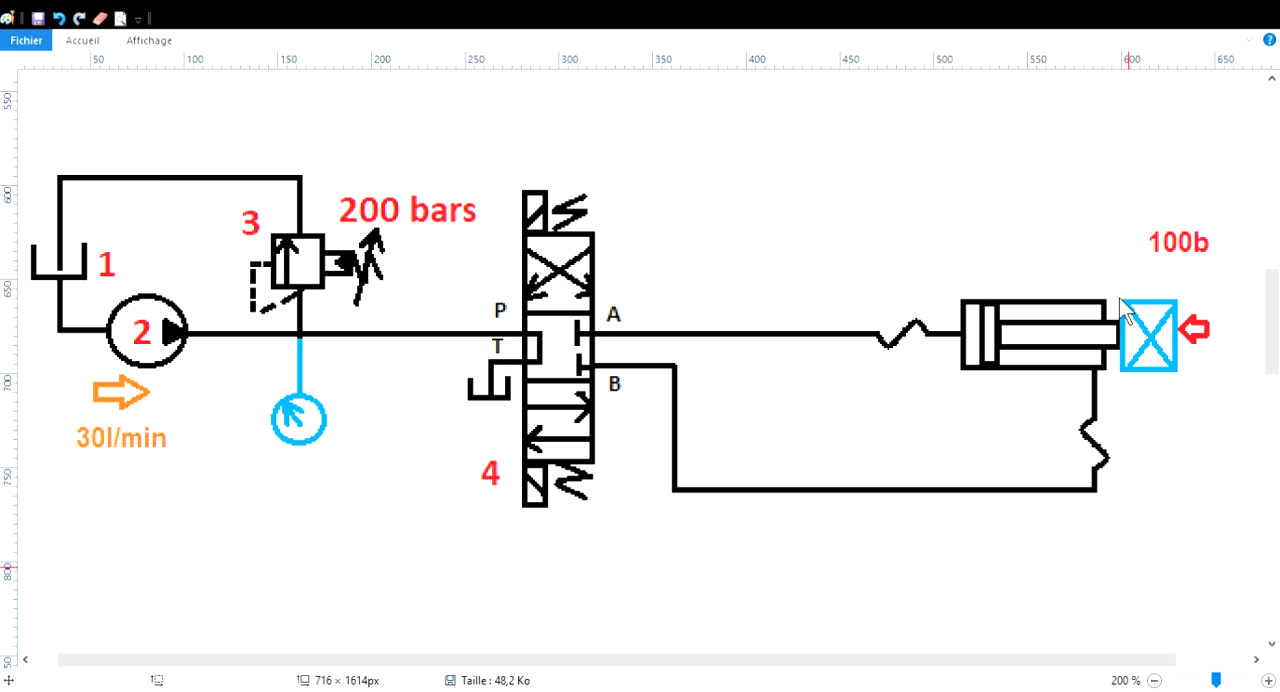 Fichier Accueil Affichage
50 100 150 200 250 300 350 400 450 500 550 600 650
550
600
650
700
750
800
50
1
2
3
200 bars
30l/min
P
T
A
B
4
100b
716 × 1614px
Taille : 48,2 Ko
200 %